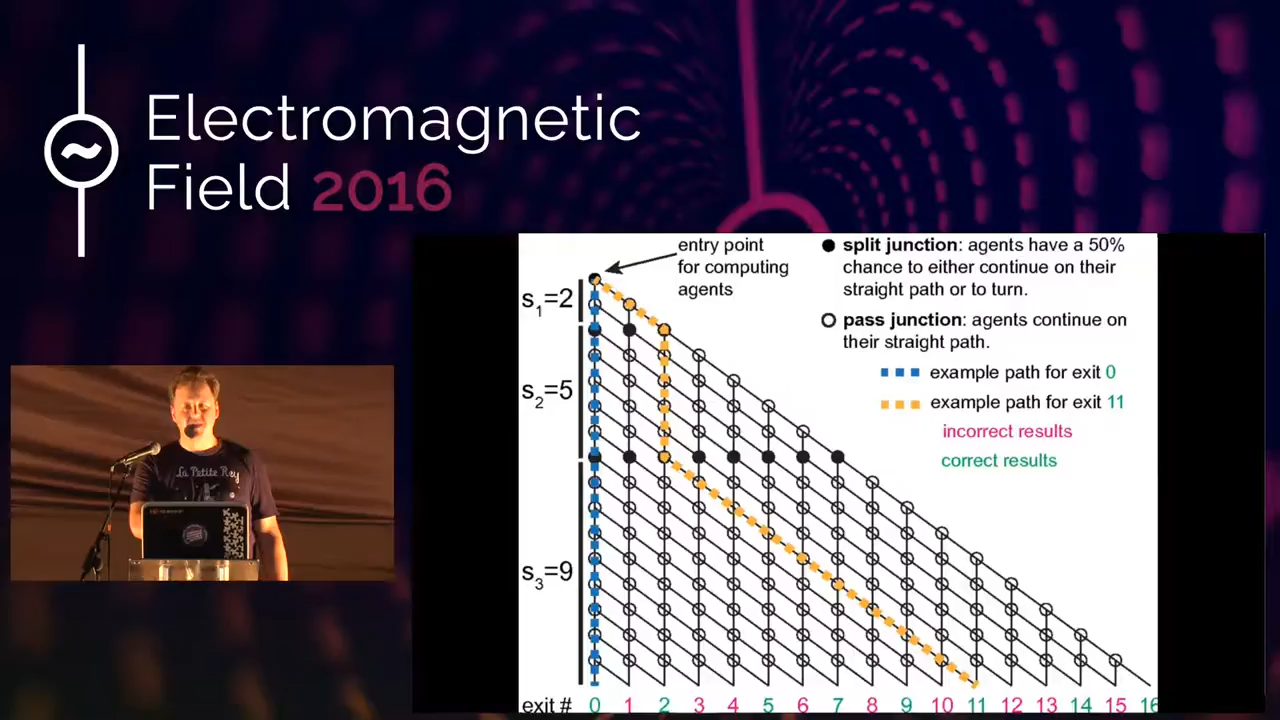 Electromagnetic
Field 2016
entry point
for computing
agents
split junction: agents have a 50%
chance to either continue on their
straight path or to turn.
pass junction: agents continue on
their straight path.
example path for exit 0
example path for exit 11
incorrect results
correct results
s1=2
s2=5
s3=9
exit # 0 1 2 3 4 5 6 7 8 9 10 11 12 13 14 15 16
La Petite Rey